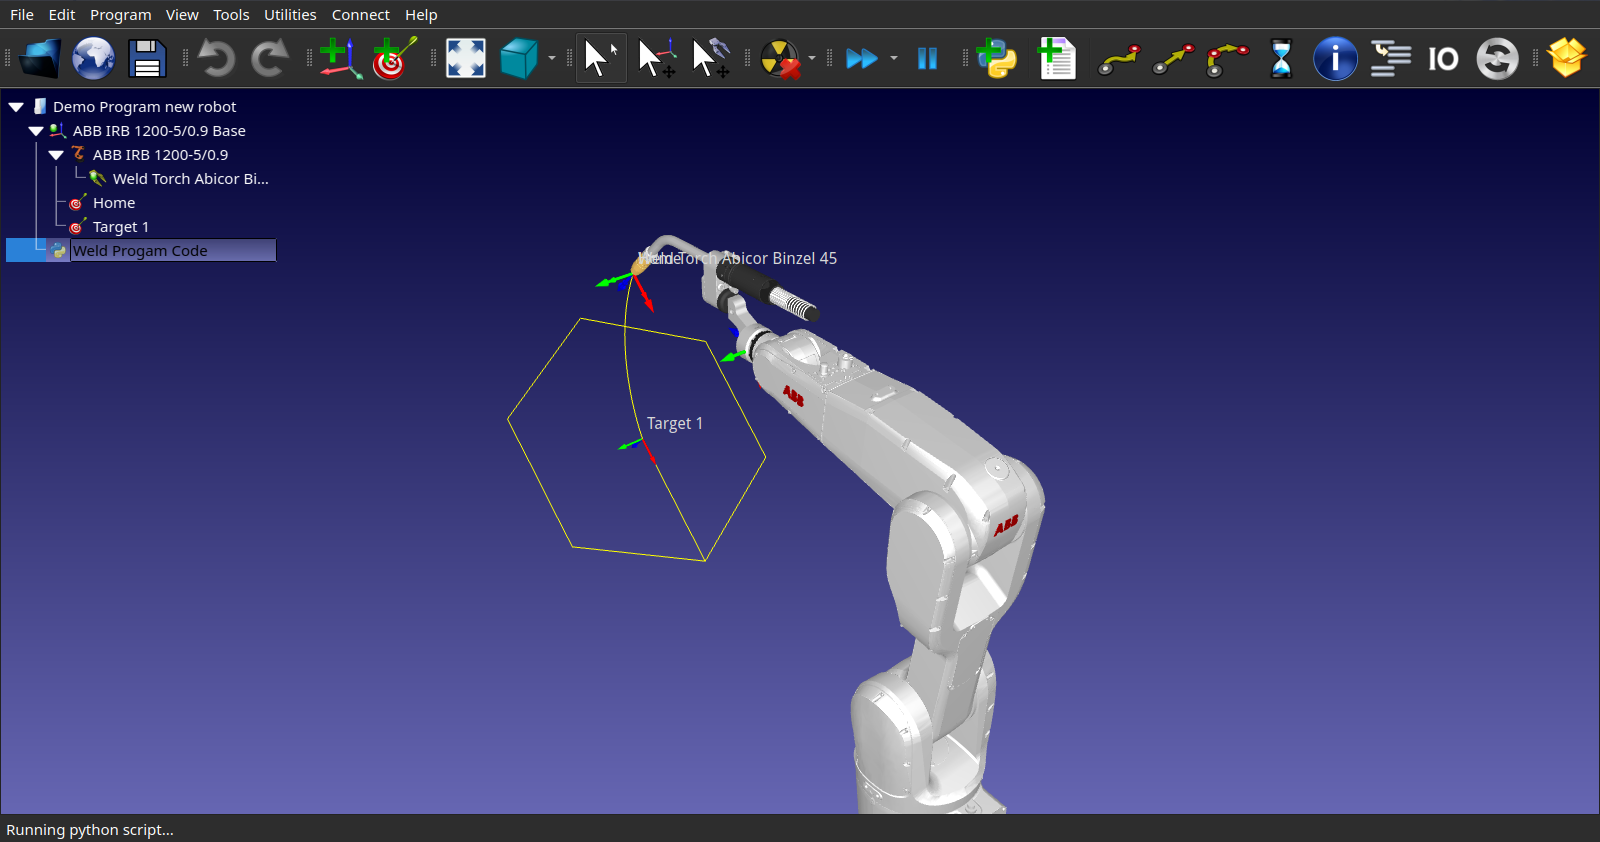 File Edit Program View Tools Utilities Connect Help
IO
Demo Program new robot
ABB IRB 1200-5/0.9 Base
ABB IRB 1200-5/0.9
Weld Torch Abicor Bi...
Home
Target 1
Weld Progam Code
Weld Torch Abicor Binzel 45
ABB
Target 1
ABB
Running python script...